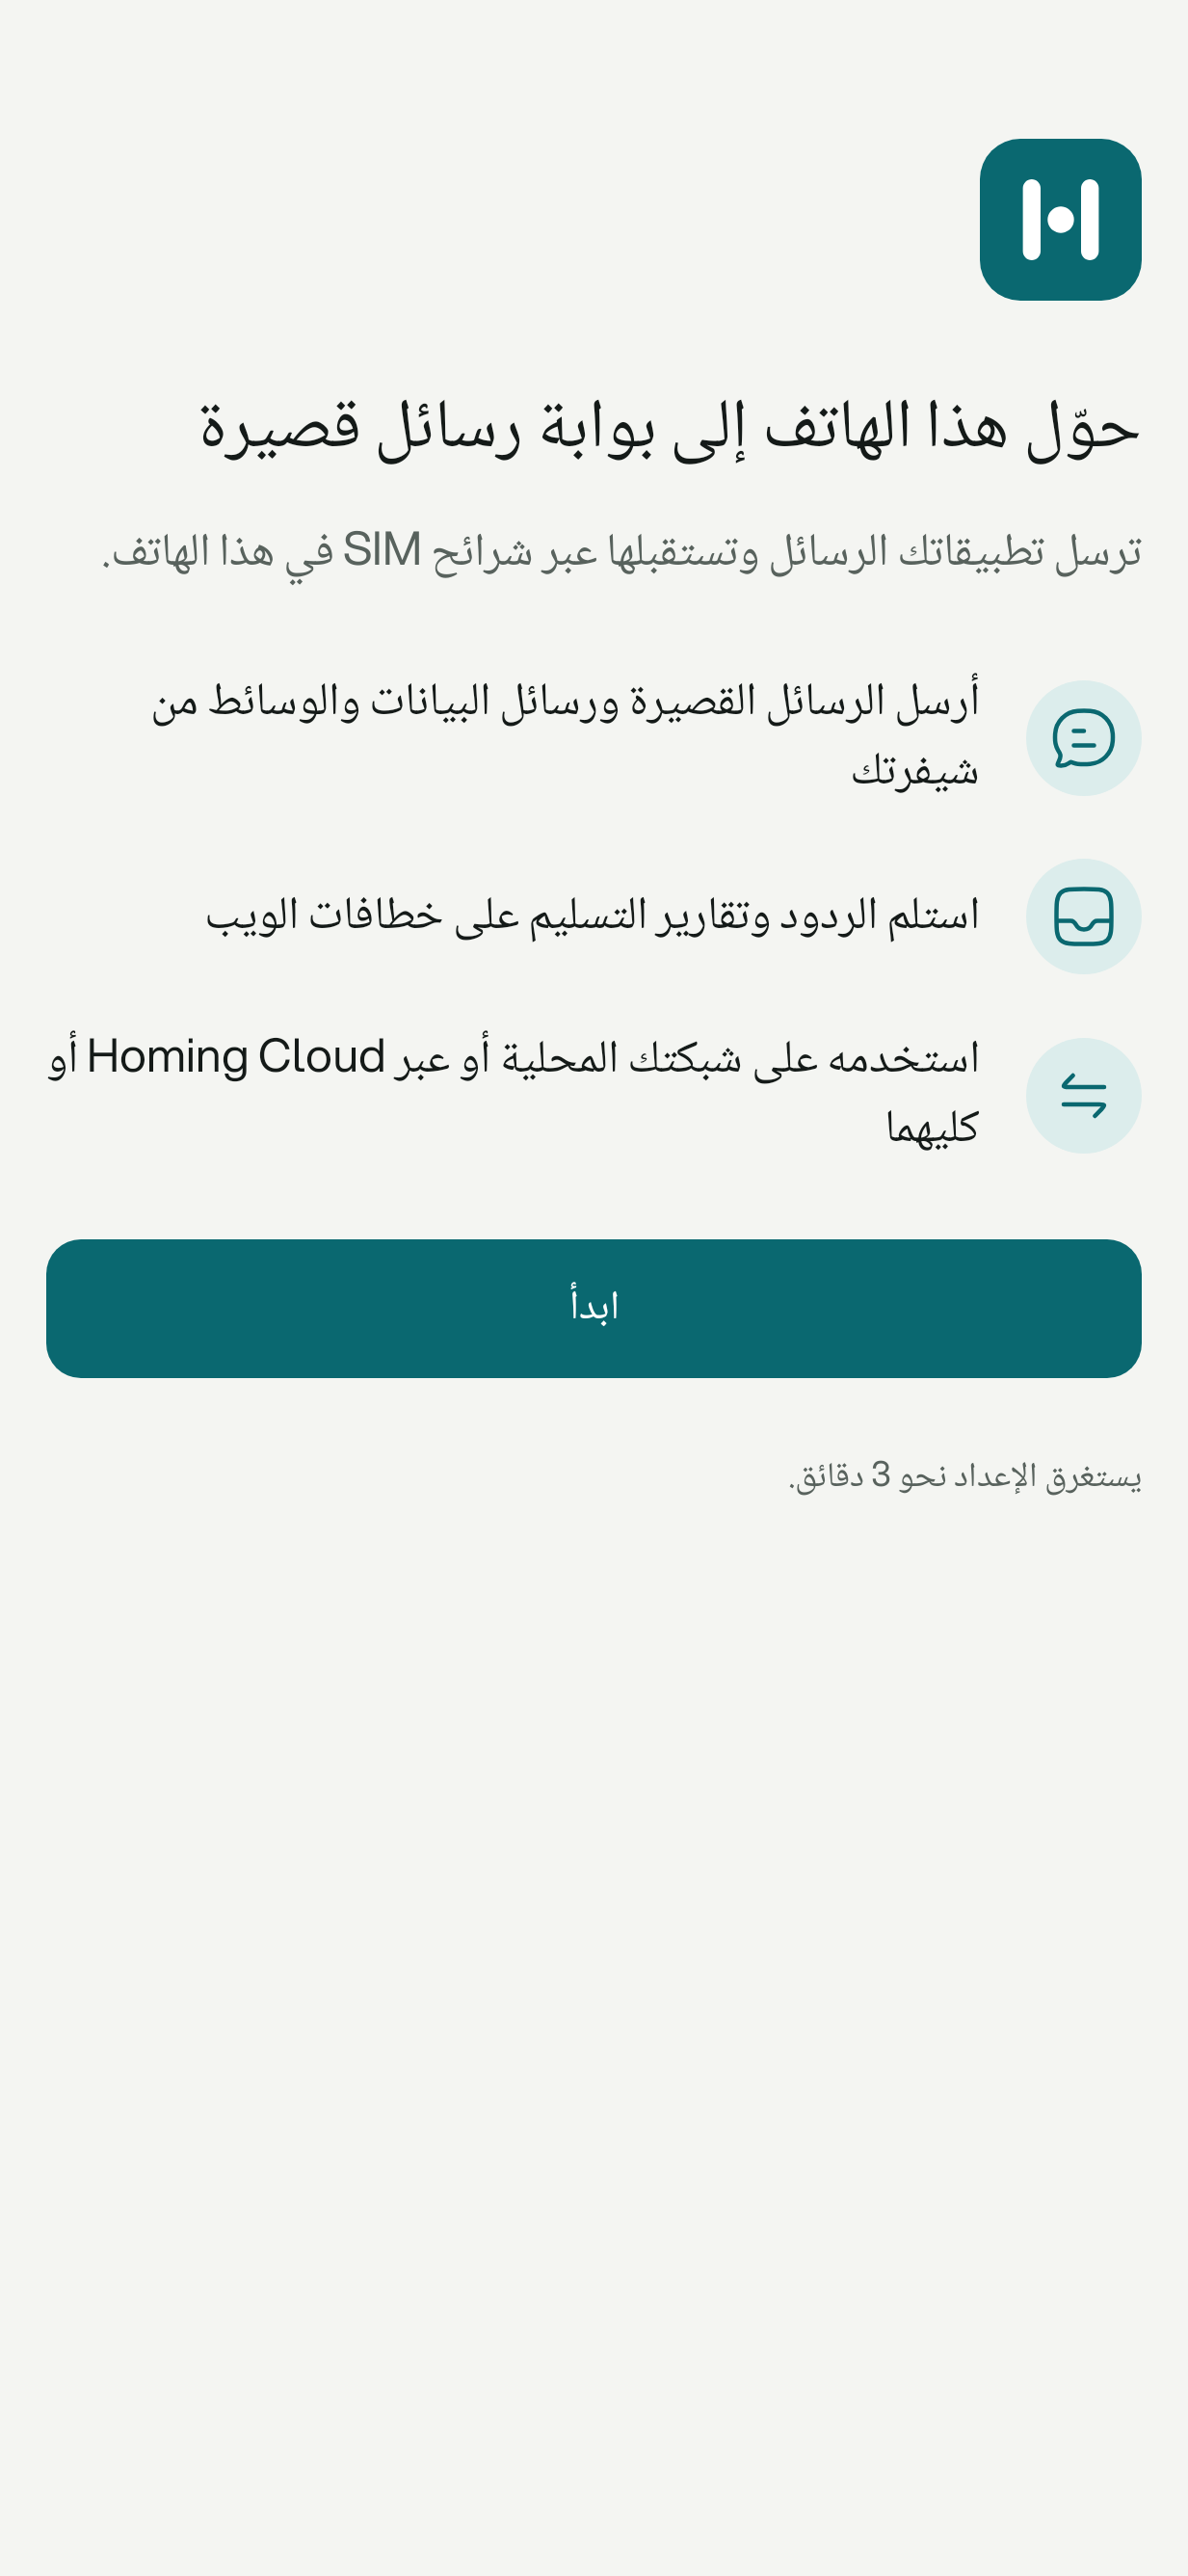 حوّل هذا الهاتف إلى بوابة رسائل قصيرة
ترسل تطبيقاتك الرسائل وتستقبلها عبر شرائح SIM في هذا الهاتف.
أرسل الرسائل القصيرة ورسائل البيانات والوسائط من
شيفرتك
استلم الردود وتقارير التسليم على خطافات الويب
استخدمه على شبكتك المحلية أو عبر Homing Cloud أو
كليهما
ابدأ
يستغرق الإعداد نحو 3 دقائق.